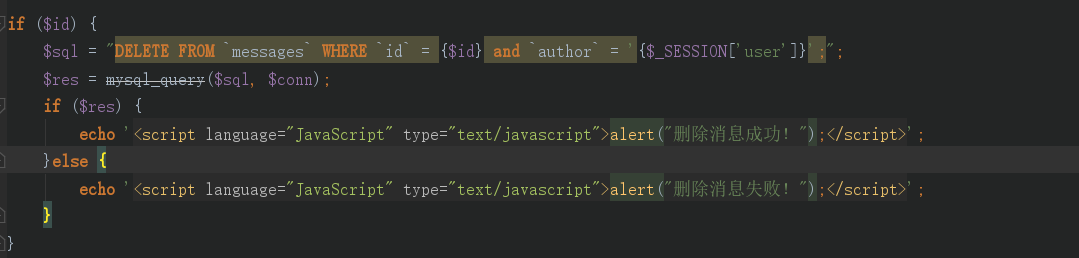 if ($id) {
$sql = "DELETE FROM `messages` WHERE `id` = {$id} and `author` = '{$_SESSION['user']}';";
$res = mysql_query($sql, $conn);
if ($res) {
echo '<script language="JavaScript" type="text/javascript">alert("删除消息成功！");</script>';
}else {
echo '<script language="JavaScript" type="text/javascript">alert("删除消息失败！");</script>';
}
}